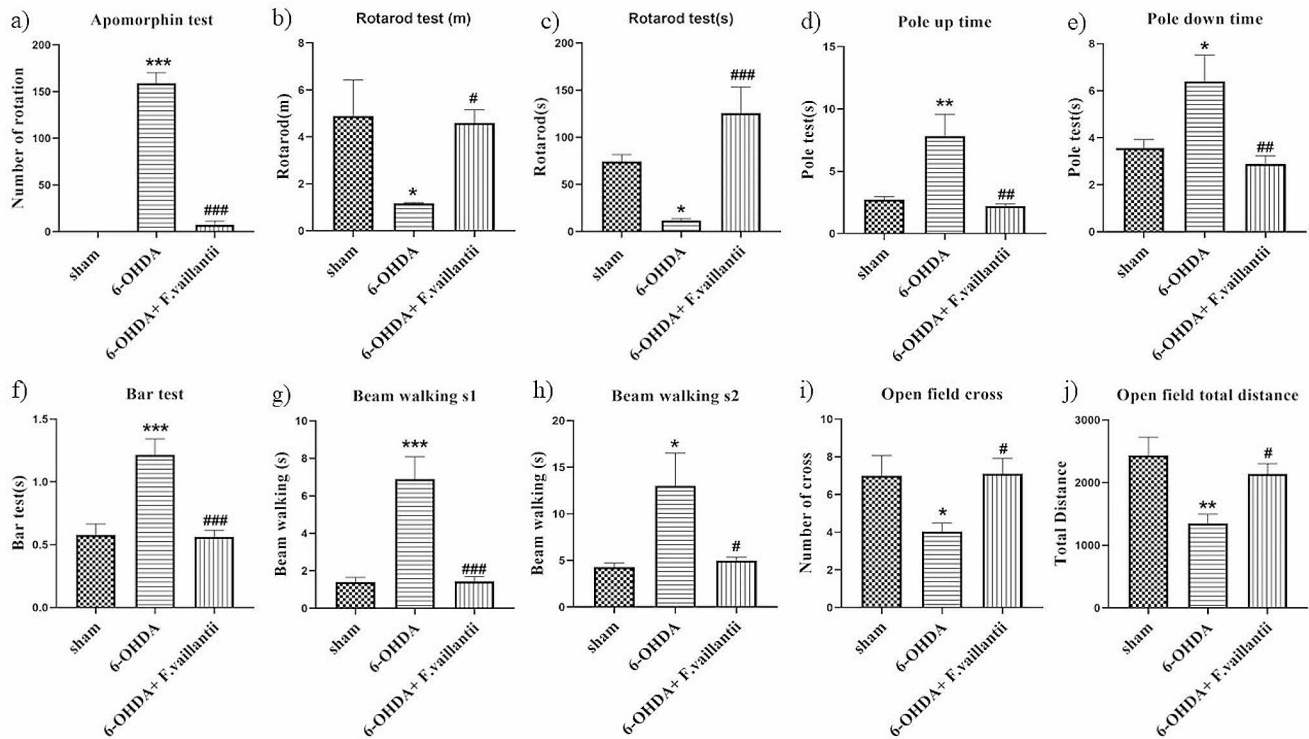 a)
Apomorphin test
Number of rotation
200
150
100
50
0
***
###
sham
6-OHDA
6-OHDA+ F.vaillantii
b)
Rotarod test (m)
Rotarod(m)
8
6
4
2
0
*
#
sham
6-OHDA
6-OHDA+ F.vaillantii
c)
Rotarod test(s)
Rotarod(s)
200
150
100
50
0
*
###
sham
6-OHDA
6-OHDA+ F.vaillantii
d)
Pole up time
Pole test(s)
15
10
5
0
**
##
sham
6-OHDA
6-OHDA+ F.vaillantii
e)
Pole down time
Pole test(s)
8
6
4
2
0
*
##
sham
6-OHDA
6-OHDA+ F.vaillantii
f)
Bar test
Bar test(s)
1.5
1.0
0.5
0.0
***
###
sham
6-OHDA
6-OHDA+ F.vaillantii
g)
Beam walking s1
Beam walking (s)
10
8
6
4
2
0
***
###
sham
6-OHDA
6-OHDA+ F.vaillantii
h)
Beam walking s2
Beam walking (s)
20
15
10
5
0
*
#
sham
6-OHDA
6-OHDA+ F.vaillantii
i)
Open field cross
Number of cross
10
8
6
4
2
0
*
#
sham
6-OHDA
6-OHDA+ F.vaillantii
j)
Open field total distance
Total Distance
3000
2000
1000
0
**
#
sham
6-OHDA
6-OHDA+ F.vaillantii